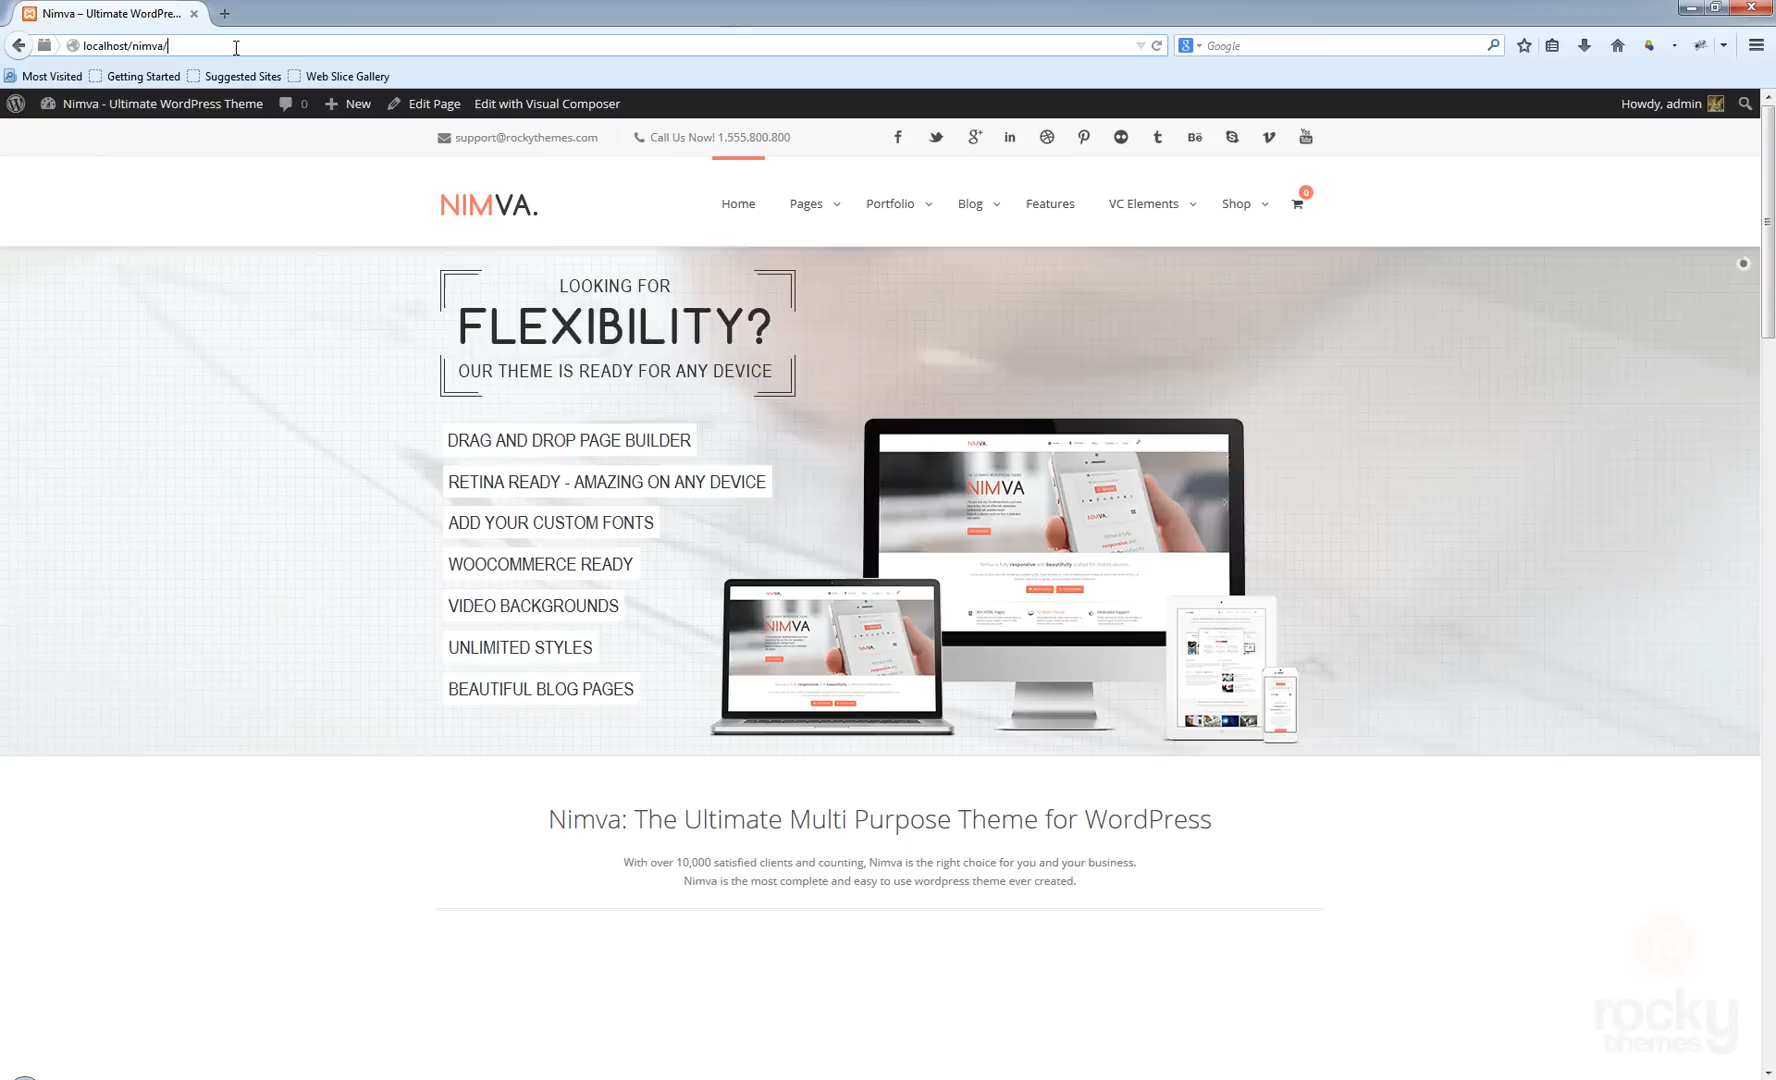 Nimva – Ultimate WordPre...
localhost/nimva/
Google
Most Visited
Getting Started
Suggested Sites
Web Slice Gallery
Nimva - Ultimate WordPress Theme
0
New
Edit Page
Edit with Visual Composer
Howdy, admin
support@rockythemes.com
Call Us Now! 1.555.800.800
NIMVA.
Home
Pages
Portfolio
Blog
Features
VC Elements
Shop
0
LOOKING FOR
FLEXIBILITY?
OUR THEME IS READY FOR ANY DEVICE
DRAG AND DROP PAGE BUILDER
RETINA READY - AMAZING ON ANY DEVICE
ADD YOUR CUSTOM FONTS
WOOCOMMERCE READY
VIDEO BACKGROUNDS
UNLIMITED STYLES
BEAUTIFUL BLOG PAGES
NIMVA
NIMVA
Nimva: The Ultimate Multi Purpose Theme for WordPress
With over 10,000 satisfied clients and counting, Nimva is the right choice for you and your business.
Nimva is the most complete and easy to use wordpress theme ever created.
rocky
themes